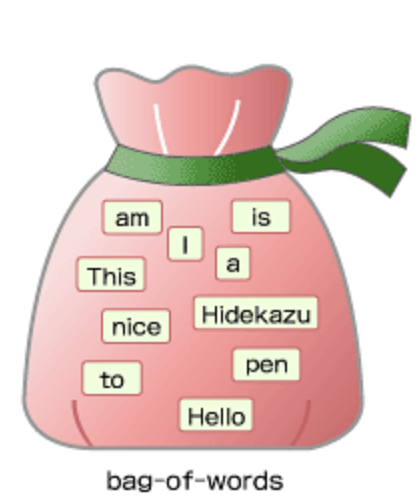 am
is
I
a
This
Hidekazu
nice
pen
to
Hello
bag-of-words